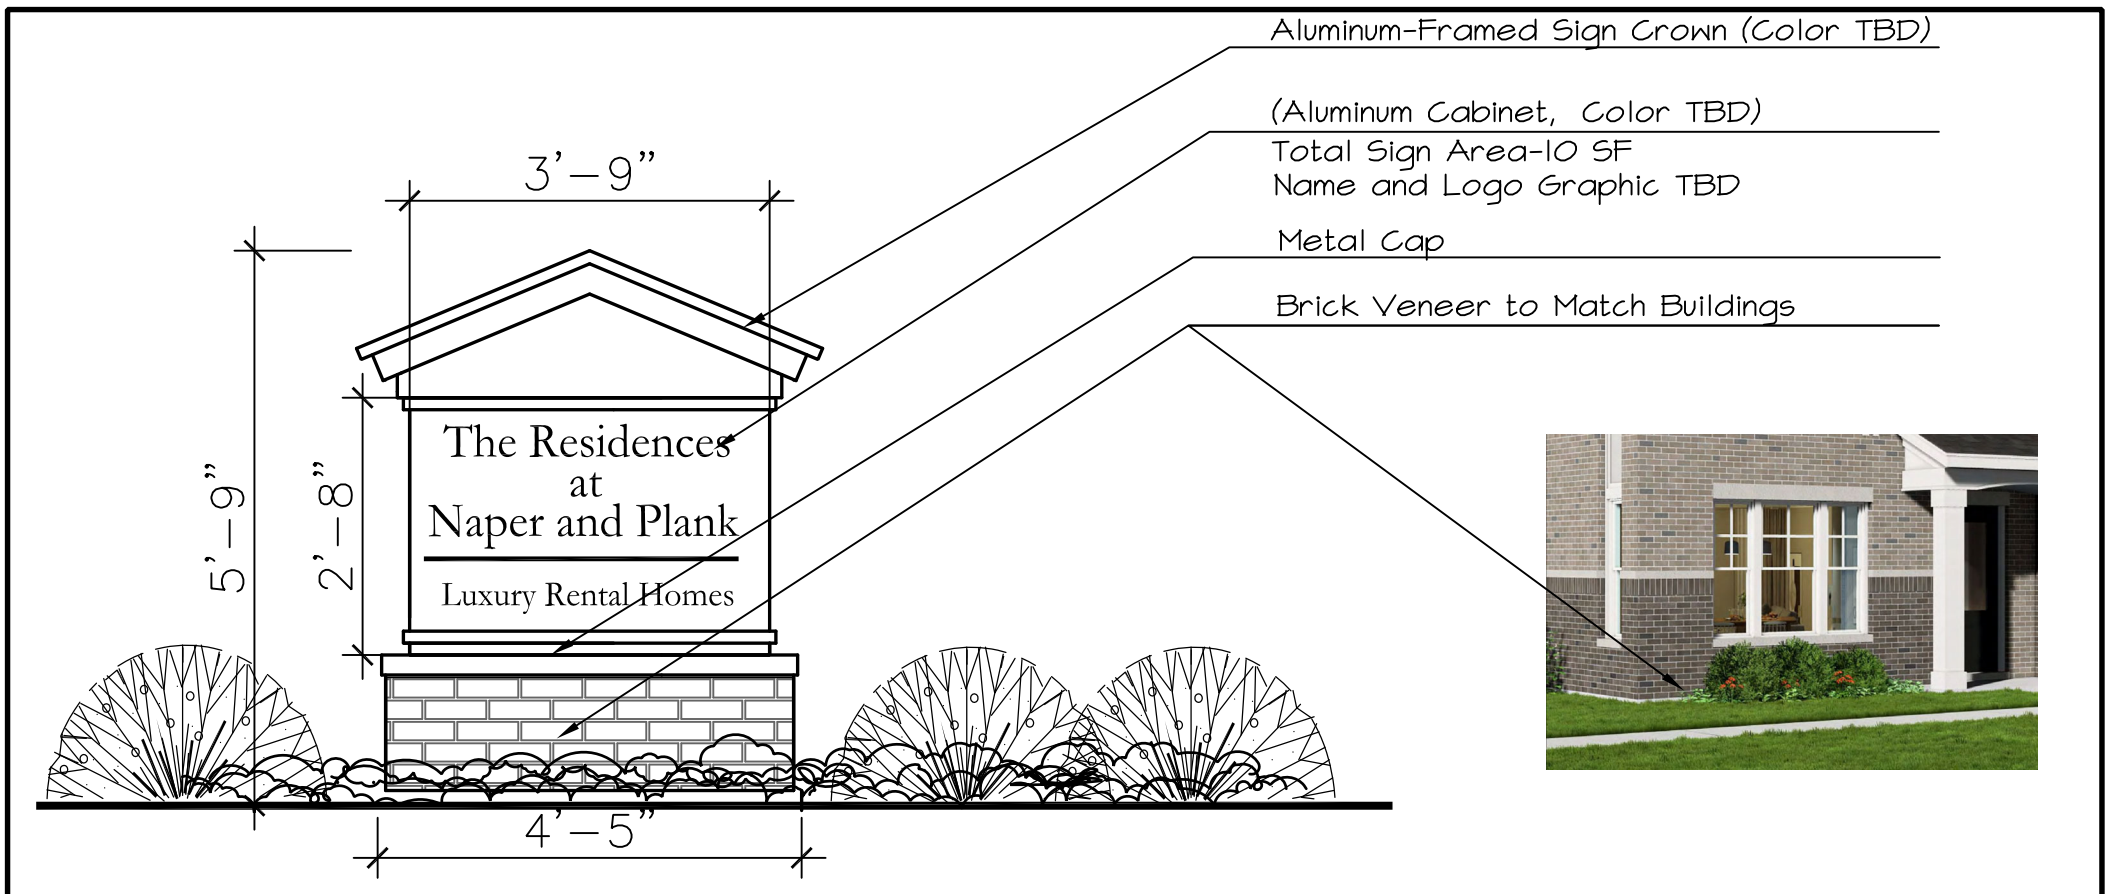 Aluminum-Framed Sign Crown (Color TBD)
(Aluminum Cabinet, Color TBD)
Total Sign Area-10 SF
Name and Logo Graphic TBD
Metal Cap
Brick Veneer to Match Buildings
3'-9"
5'-9"
2'-8"
The Residences
at
Naper and Plank
Luxury Rental Homes
4'-5"